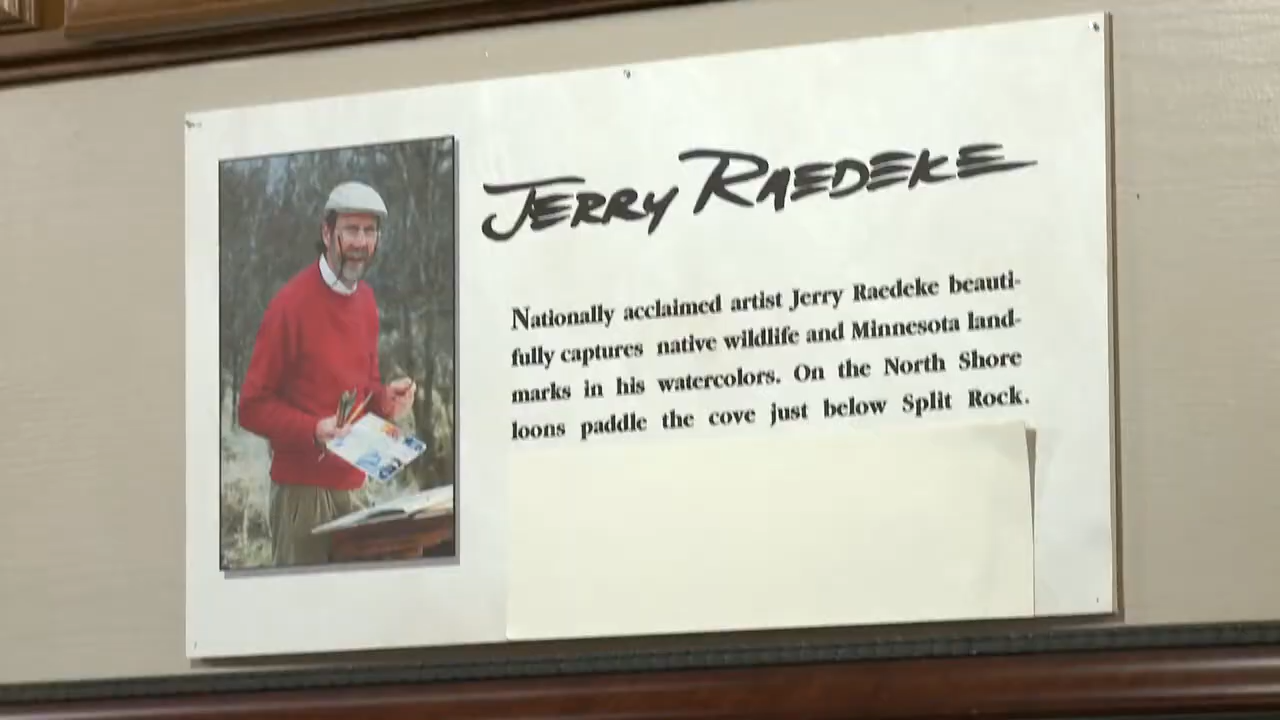 JERRY RAEDEKE
Nationally acclaimed artist Jerry Raedeke beauti-
fully captures native wildlife and Minnesota land-
marks in his watercolors. On the North Shore
loons paddle the cove just below Split Rock.